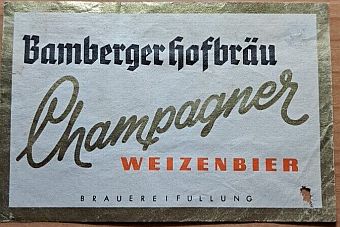 Bamberger Hofbräu
Champagner
WEIZENBIER
BRAUEREIFÜLLUNG